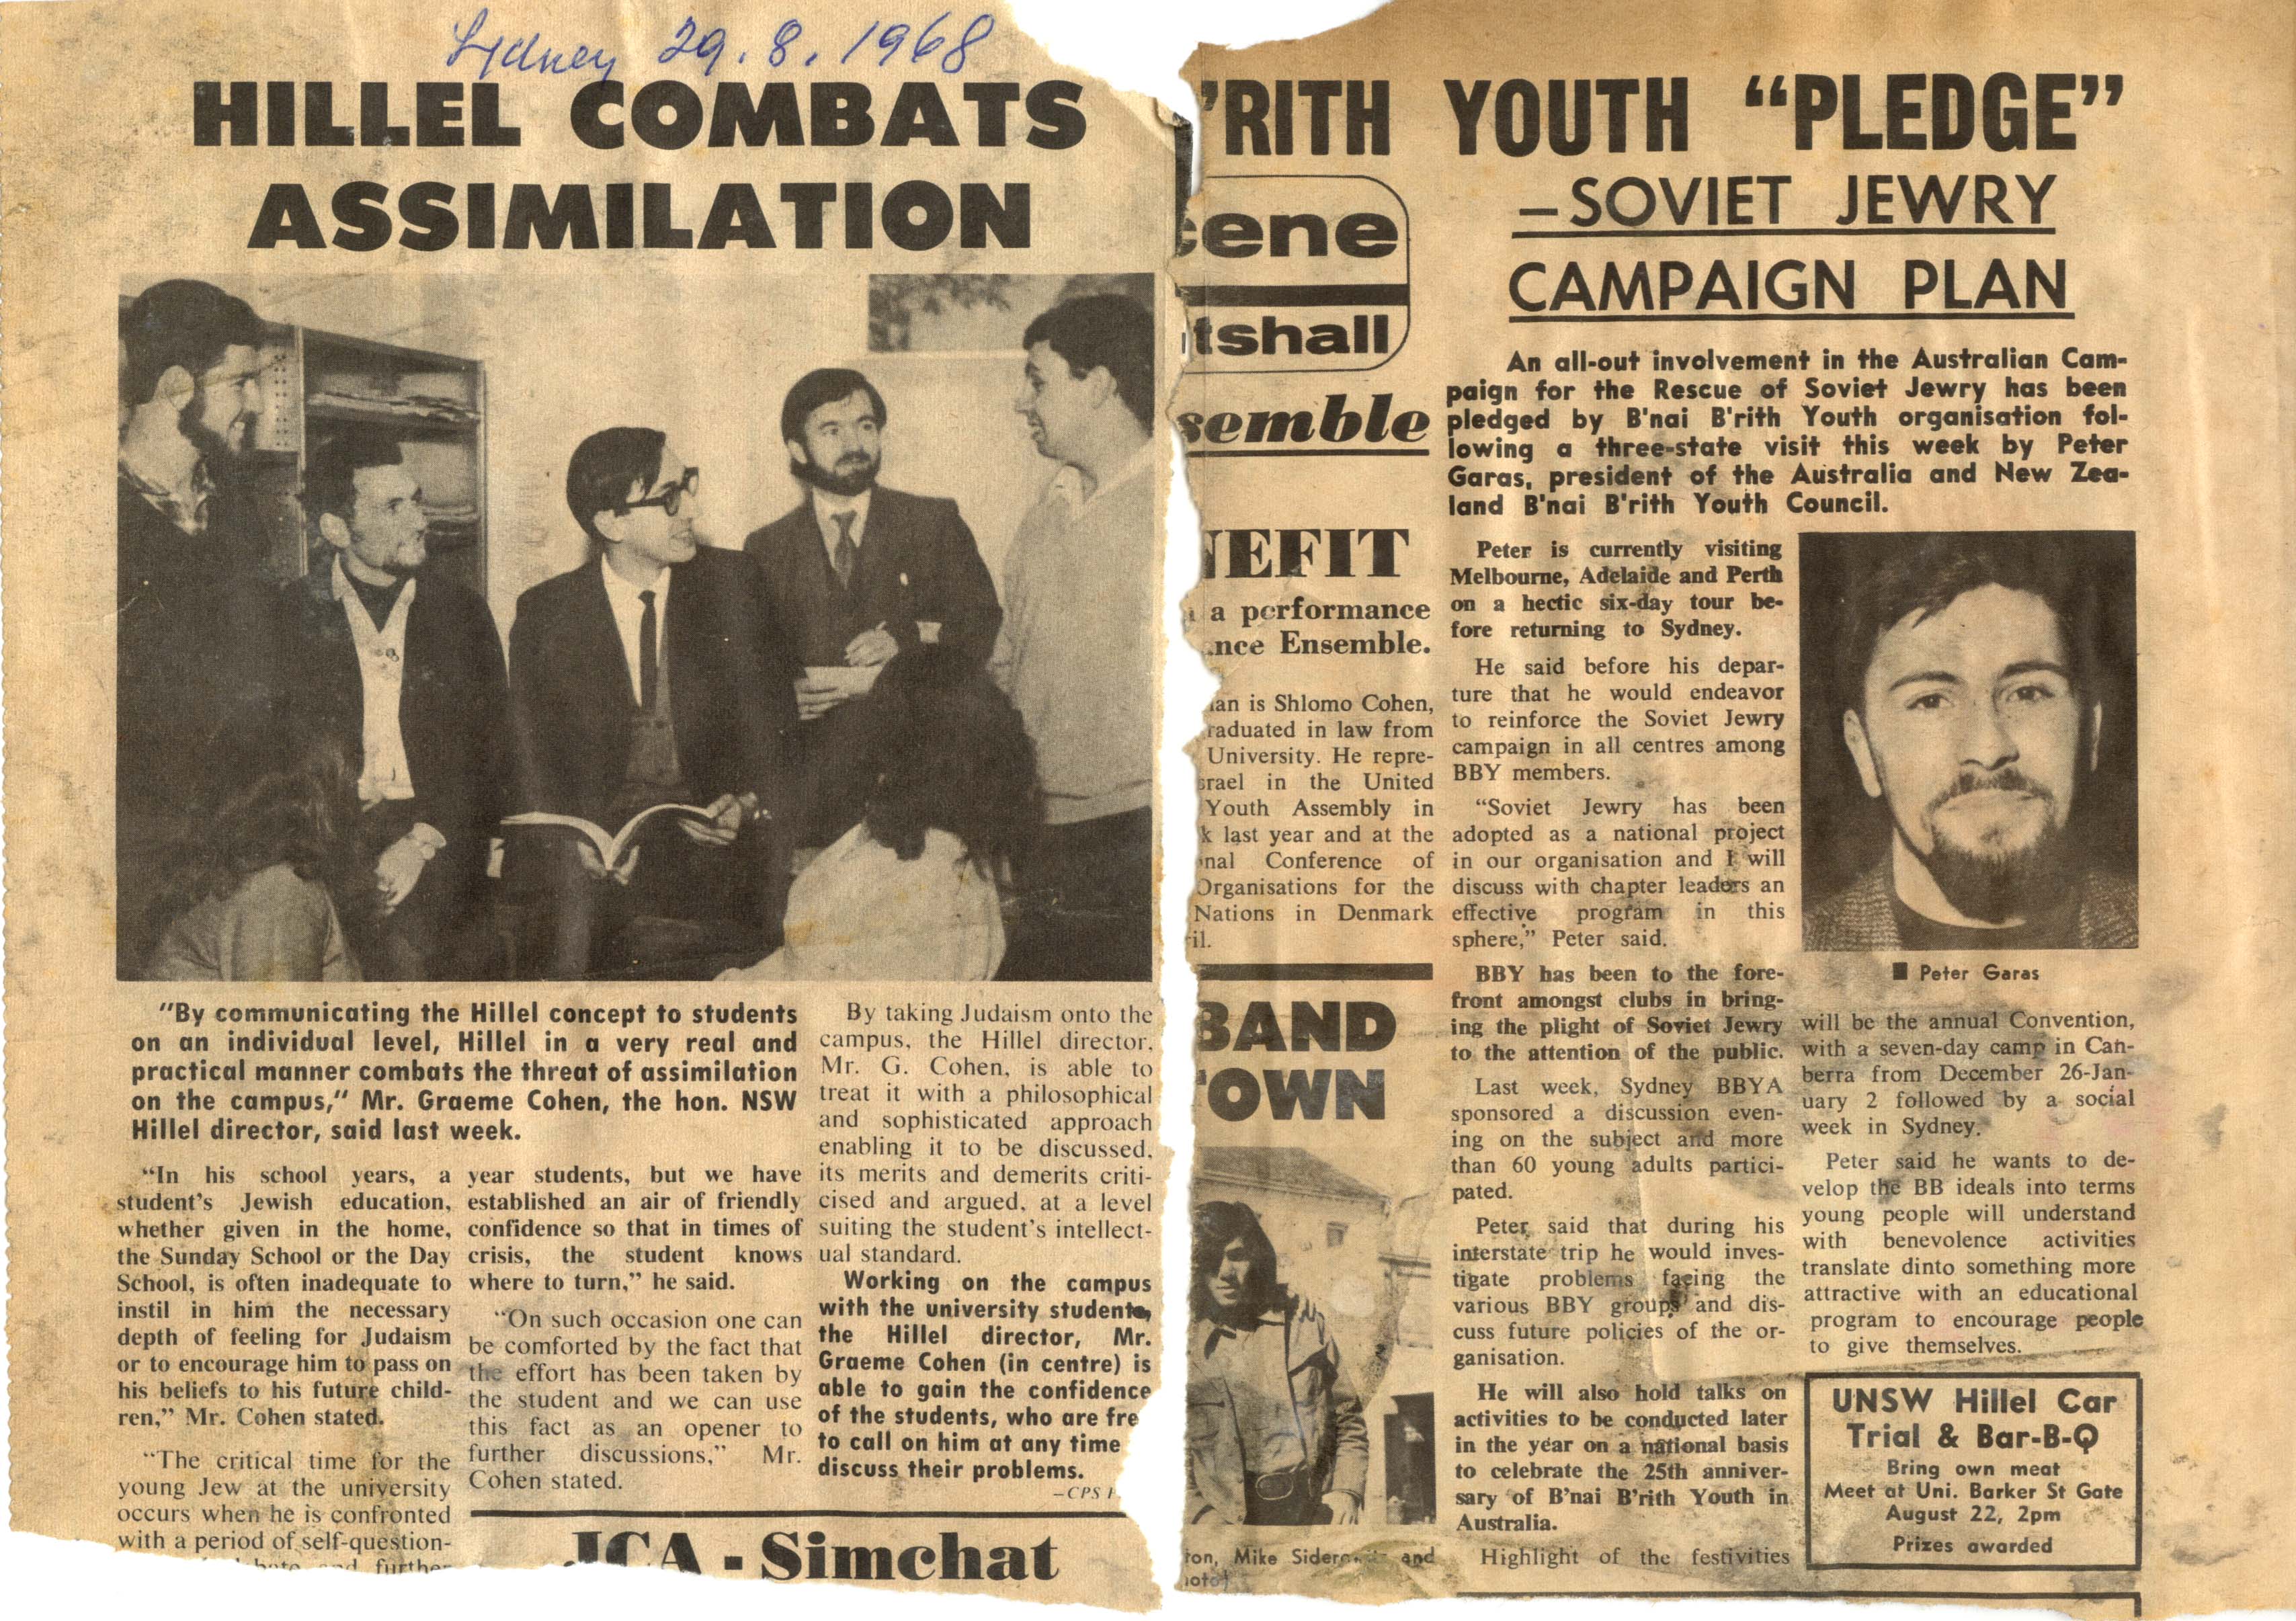 Sydney 29.8.1968
HILLEL COMBATS
ASSIMILATION
"By communicating the Hillel concept to students
on an individual level, Hillel in a very real and
practical manner combats the threat of assimilation
on the campus," Mr. Graeme Cohen, the hon. NSW
Hillel director, said last week.
"In his school years, a
student's Jewish education,
whether given in the home,
the Sunday School or the Day
School, is often inadequate to
instil in him the necessary
depth of feeling for Judaism
or to encourage him to pass on
his beliefs to his future child-
ren," Mr. Cohen stated.
"The critical time for the
young Jew at the university
occurs when he is confronted
with a period of self-question-
further
year students, but we have
established an air of friendly
confidence so that in times of
crisis, the student knows
where to turn," he said.
"On such occasion one can
be comforted by the fact that
the effort has been taken by
the student and we can use
this fact as an opener to
further discussions," Mr.
Cohen stated.
By taking Judaism onto the
campus, the Hillel director,
Mr. G. Cohen, is able to
treat it with a philosophical
and sophisticated approach
enabling it to be discussed,
its merits and demerits criti-
cised and argued, at a level
suiting the student's intellect-
ual standard.
Working on the campus
with the university students,
the Hillel director, Mr.
Graeme Cohen (in centre) is
able to gain the confidence
of the students, who are fre
to call on him at any time
discuss their problems.
—CPS
JCA - Simchat
'RITH YOUTH "PLEDGE"
—SOVIET JEWRY
CAMPAIGN PLAN
cene
tshall
semble
NEFIT
a performance
nce Ensemble.
an is Shlomo Cohen,
raduated in law from
University. He repre-
srael in the United
Youth Assembly in
k last year and at the
onal Conference of
Organisations for the
Nations in Denmark
ril.
BAND
OWN
ton, Mike and
oto)
An all-out involvement in the Australian Cam-
paign for the Rescue of Soviet Jewry has been
pledged by B'nai B'rith Youth organisation fol-
lowing a three-state visit this week by Peter
Garas, president of the Australia and New Zea-
land B'nai B'rith Youth Council.
Peter is currently visiting
Melbourne, Adelaide and Perth
on a hectic six-day tour be-
fore returning to Sydney.
He said before his depar-
ture that he would endeavor
to reinforce the Soviet Jewry
campaign in all centres among
BBY members.
"Soviet Jewry has been
adopted as a national project
in our organisation and I will
discuss with chapter leaders an
effective program in this
sphere," Peter said.
BBY has been to the fore-
front amongst clubs in bring-
ing the plight of Soviet Jewry
to the attention of the public.
Last week, Sydney BBYA
sponsored a discussion even-
ing on the subject and more
than 60 young adults partici-
pated.
Peter said that during his
interstate trip he would inves-
tigate problems facing the
various BBY groups and dis-
cuss future policies of the or-
ganisation.
He will also hold talks on
activities to be conducted later
in the year on a national basis
to celebrate the 25th anniver-
sary of B'nai B'rith Youth in
Australia.
Highlight of the festivities
■ Peter Garas
will be the annual Convention,
with a seven-day camp in Can-
berra from December 26-Jan-
uary 2 followed by a social
week in Sydney.
Peter said he wants to de-
velop the BB ideals into terms
young people will understand
with benevolence activities
translate dinto something more
attractive with an educational
program to encourage people
to give themselves.
UNSW Hillel Car
Trial & Bar-B-Q
Bring own meat
Meet at Uni. Barker St Gate
August 22, 2pm
Prizes awarded